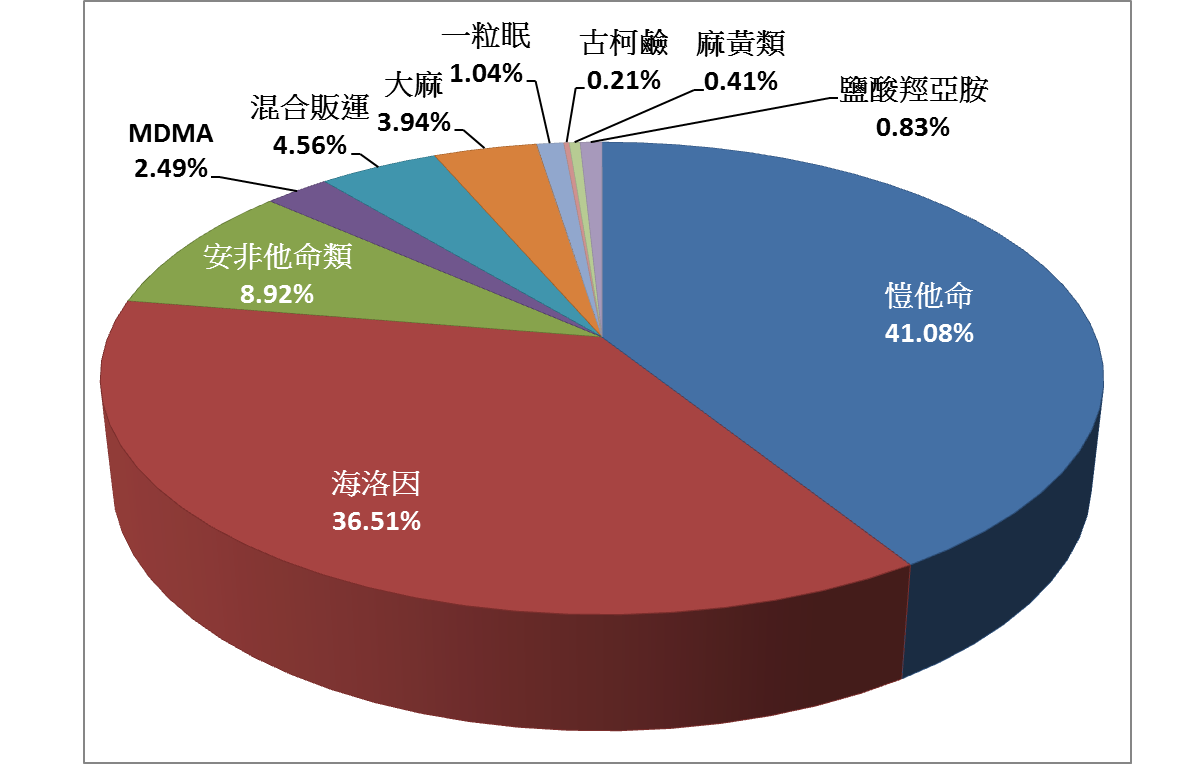 一粒眠
1.04%
古柯鹼
0.21%
麻黃類
0.41%
鹽酸羥亞胺
0.83%
大麻
3.94%
混合販運
4.56%
MDMA
2.49%
安非他命類
8.92%
愷他命
41.08%
海洛因
36.51%